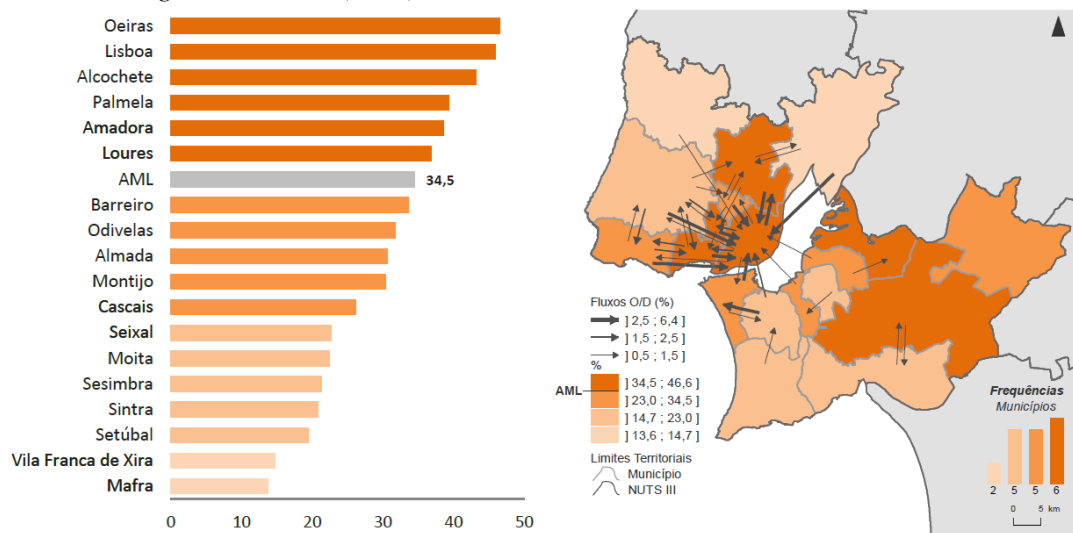 Oeiras
Lisboa
Alcochete
Palmela
Amadora
Loures
AML 34,5
Barreiro
Odivelas
Almada
Montijo
Cascais
Seixal
Moita
Sesimbra
Sintra
Setúbal
Vila Franca de Xira
Mafra
0 10 20 30 40 50
Fluxos O/D (%)
] 2,5 ; 6,4 ]
] 1,5 ; 2,5 ]
] 0,5 ; 1,5 ]
%
AML
] 34,5 ; 46,6 ]
] 23,0 ; 34,5 ]
] 14,7 ; 23,0 ]
] 13,6 ; 14,7 ]
Limites Territoriais
Município
NUTS III
Frequências
Municípios
2 5 5 6
0 5 km